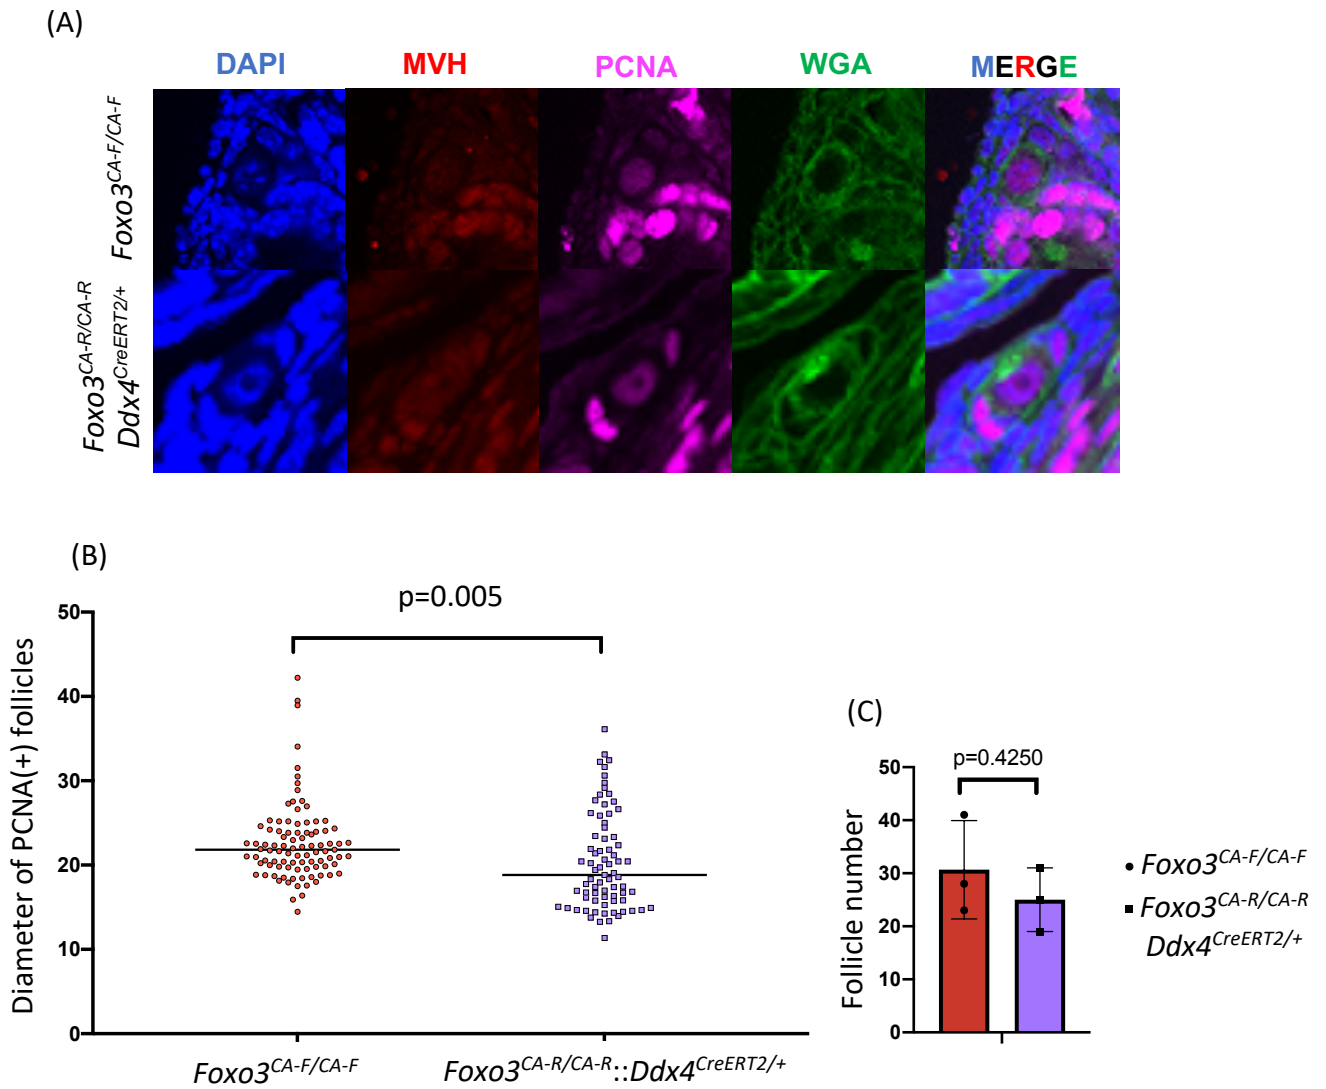 (A)
DAPI MVH PCNA WGA MERGE
Foxo3CA-F/CA-F
Foxo3CA-R/CA-R
Ddx4CreERT2/+
(B)
p=0.005
Diameter of PCNA(+) follicles
50
40
30
20
10
0
Foxo3CA-F/CA-F Foxo3CA-R/CA-R::Ddx4CreERT2/+
(C)
p=0.4250
Follicle number
50
40
30
20
10
0
Foxo3CA-F/CA-F
Foxo3CA-R/CA-R
Ddx4CreERT2/+